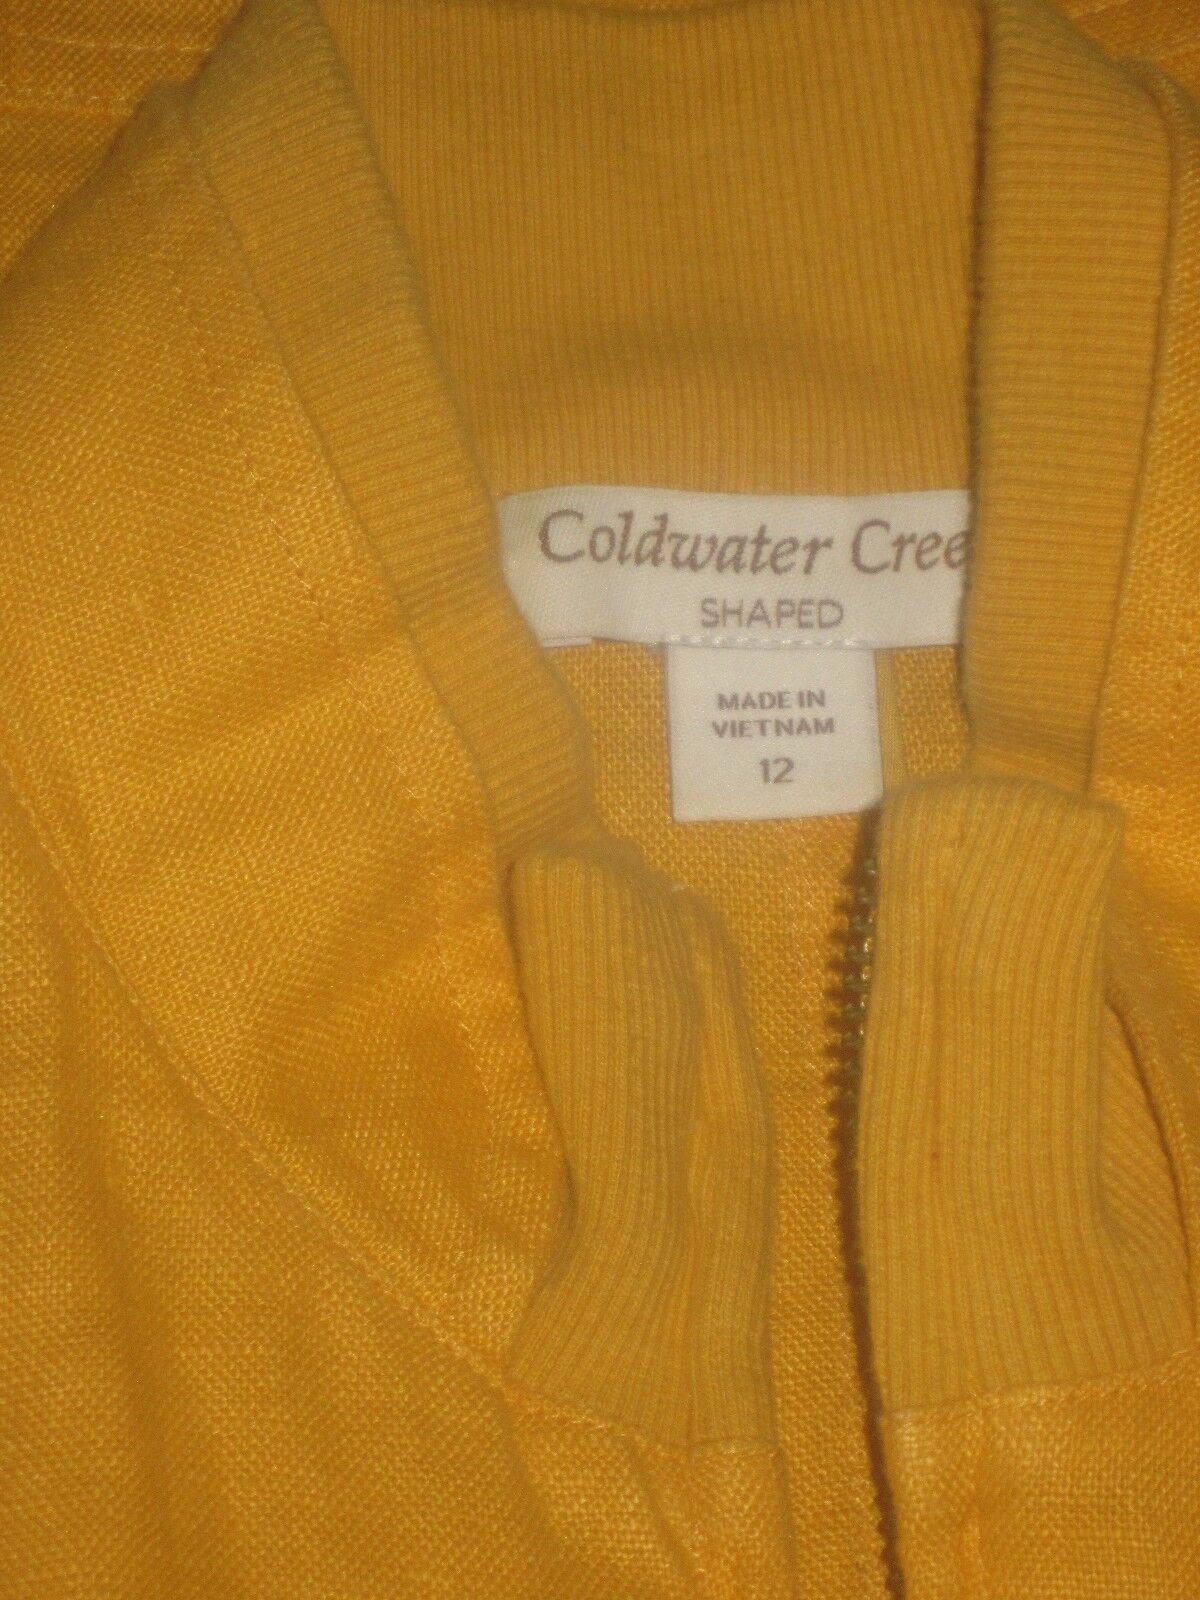 Coldwater Cree
SHAPED
MADE IN
VIETNAM
12